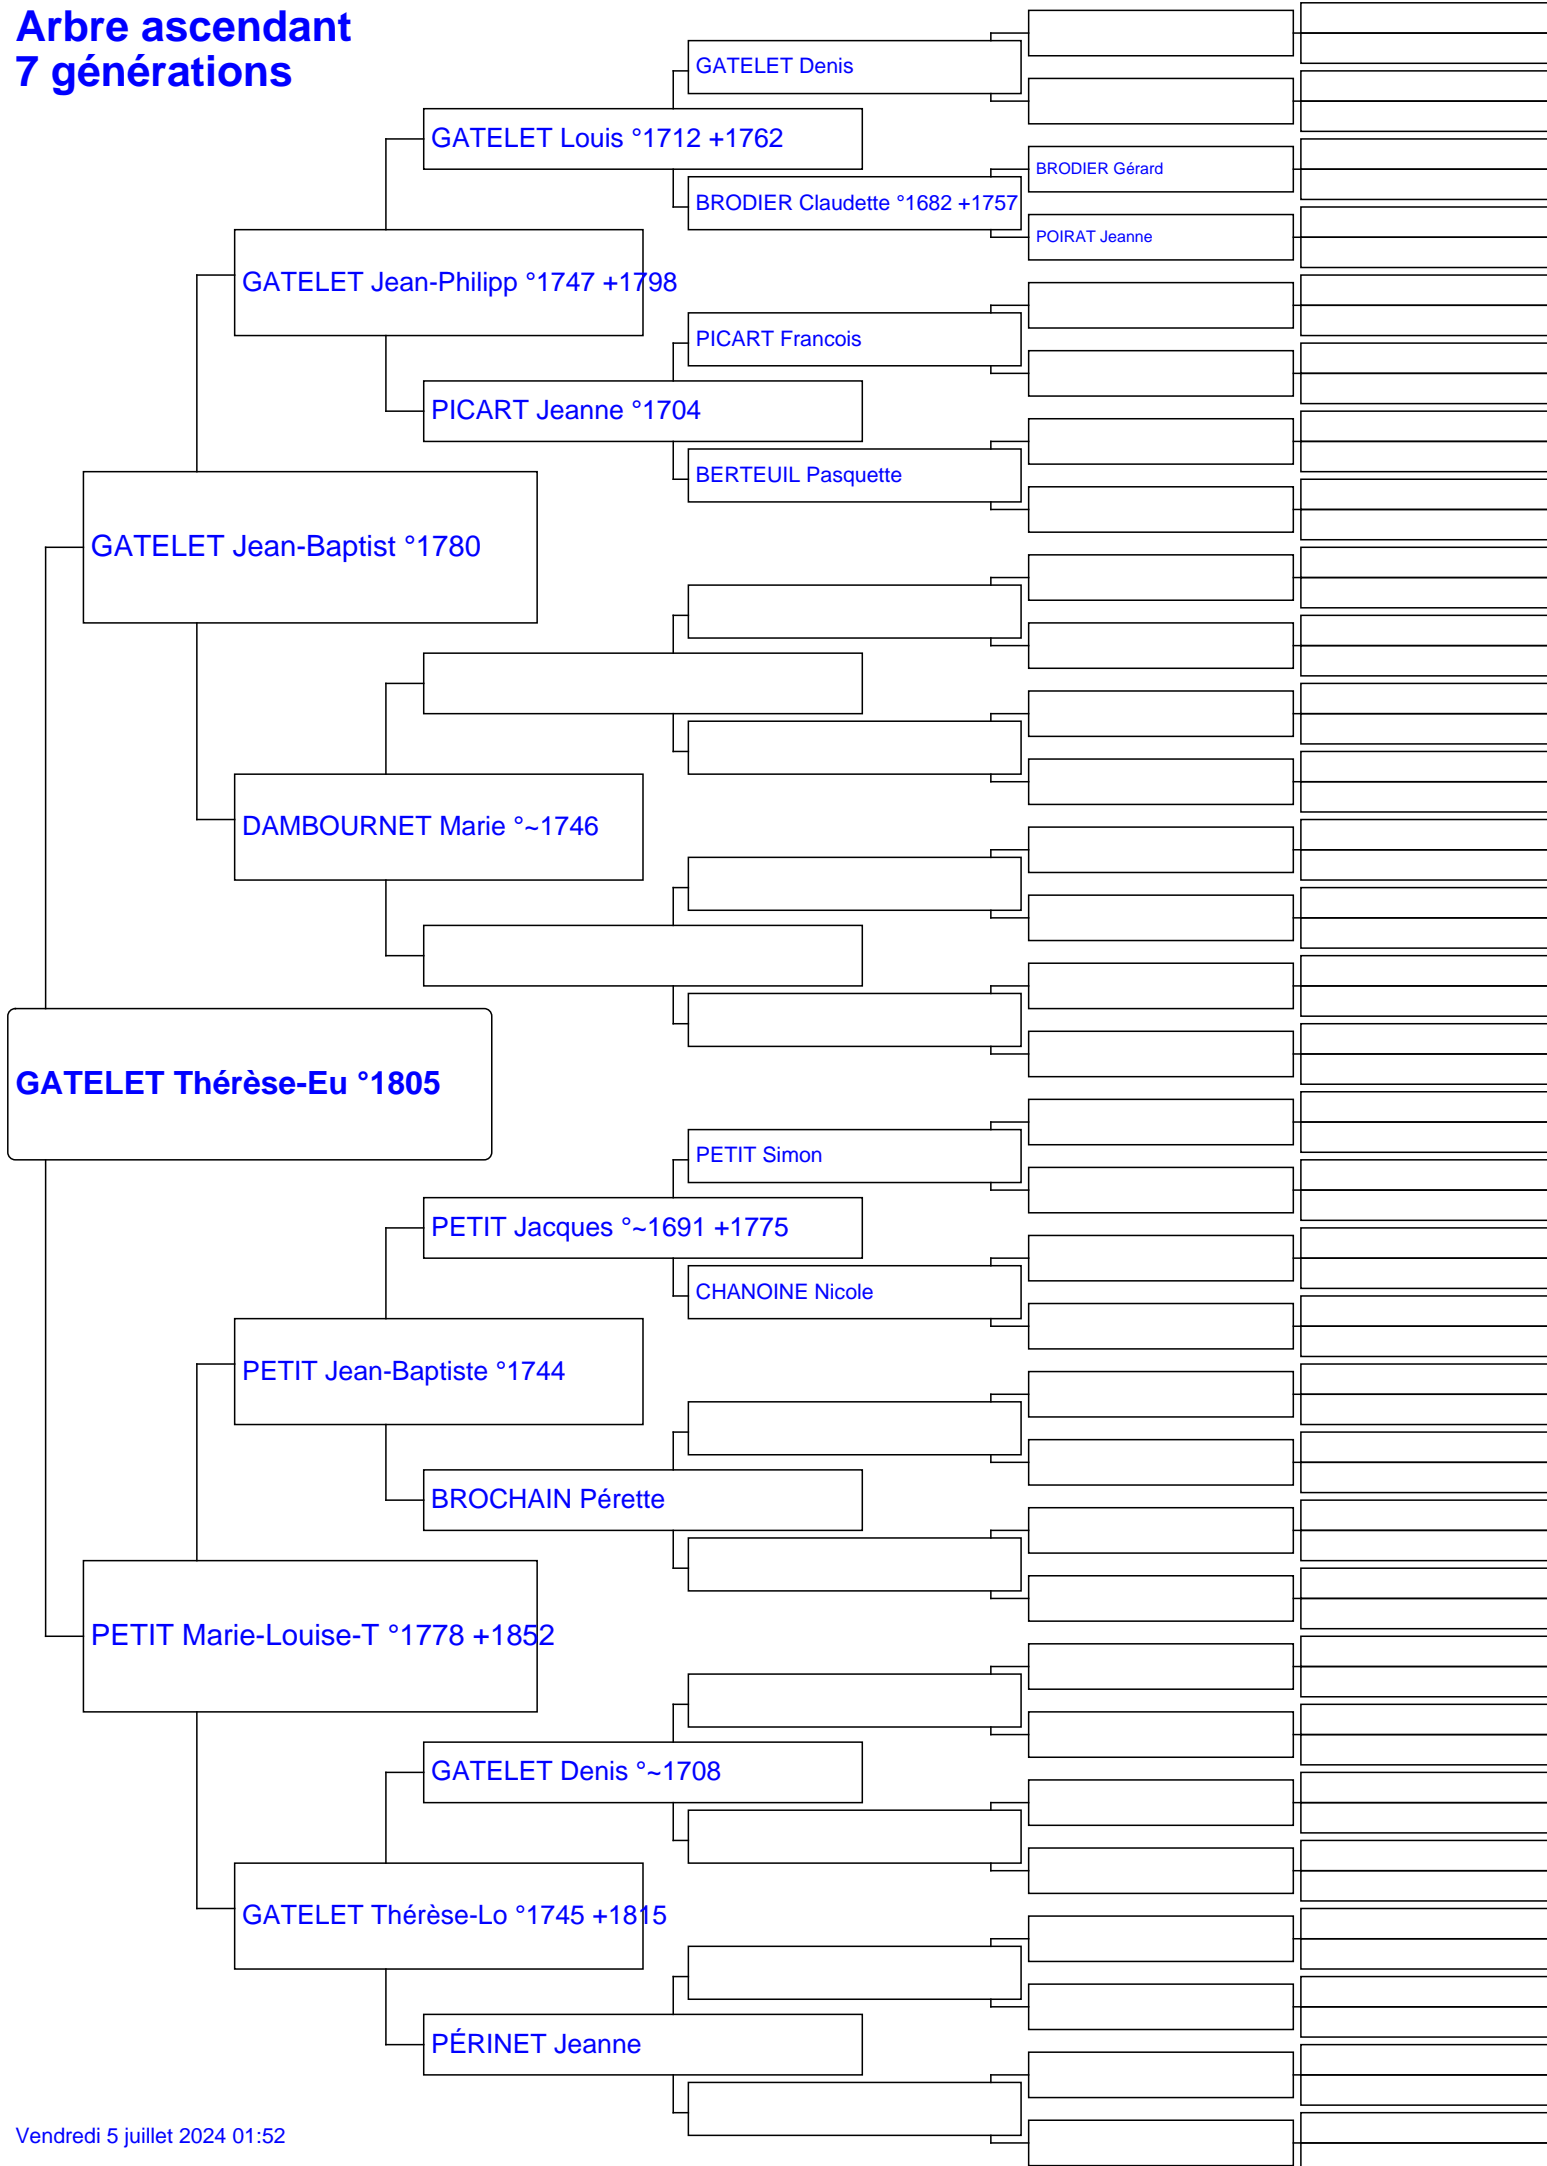 Arbre ascendant
7 générations
GATELET Denis
GATELET Louis °1712 +1762
BRODIER Gérard
BRODIER Claudette °1682 +1757
POIRAT Jeanne
GATELET Jean-Philipp °1747 +1798
PICART Francois
PICART Jeanne °1704
BERTEUIL Pasquette
GATELET Jean-Baptist °1780
DAMBOURNET Marie °~1746
GATELET Thérèse-Eu °1805
PETIT Simon
PETIT Jacques °~1691 +1775
CHANOINE Nicole
PETIT Jean-Baptiste °1744
BROCHAIN Pérette
PETIT Marie-Louise-T °1778 +1852
GATELET Denis °~1708
GATELET Thérèse-Lo °1745 +1815
PÉRINET Jeanne
Vendredi 5 juillet 2024 01:52